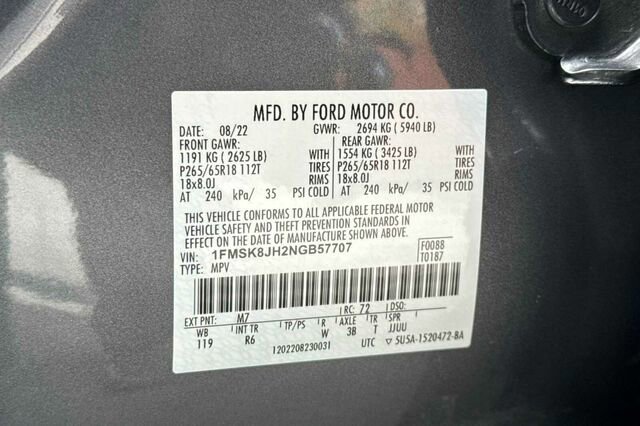 MFD. BY FORD MOTOR CO.
DATE: 08/22 GVWR: 2694 KG ( 5940 LB)
FRONT GAWR: REAR GAWR:
1191 KG ( 2625 LB) WITH 1554 KG ( 3425 LB) WITH
P265/65R18 112T TIRES P265/65R18 112T TIRES
18x8.0J RIMS 18x8.0J RIMS
AT 240 kPa/ 35 PSI COLD AT 240 kPa/ 35 PSI COLD
THIS VEHICLE CONFORMS TO ALL APPLICABLE FEDERAL MOTOR
VEHICLE SAFETY AND THEFT PREVENTION STANDARDS IN
EFFECT ON THE DATE OF MANUFACTURE SHOWN ABOVE.
VIN: 1FMSK8JH2NGB57707 F0088
TYPE: MPV T0187
EXT PNT: M7 RC: 72 DSO:
WB INT TR TP/PS R AXLE TR SPR
119 R6 W 3B T JJUU
1202208230031 UTC 5U5A-1520472-BA